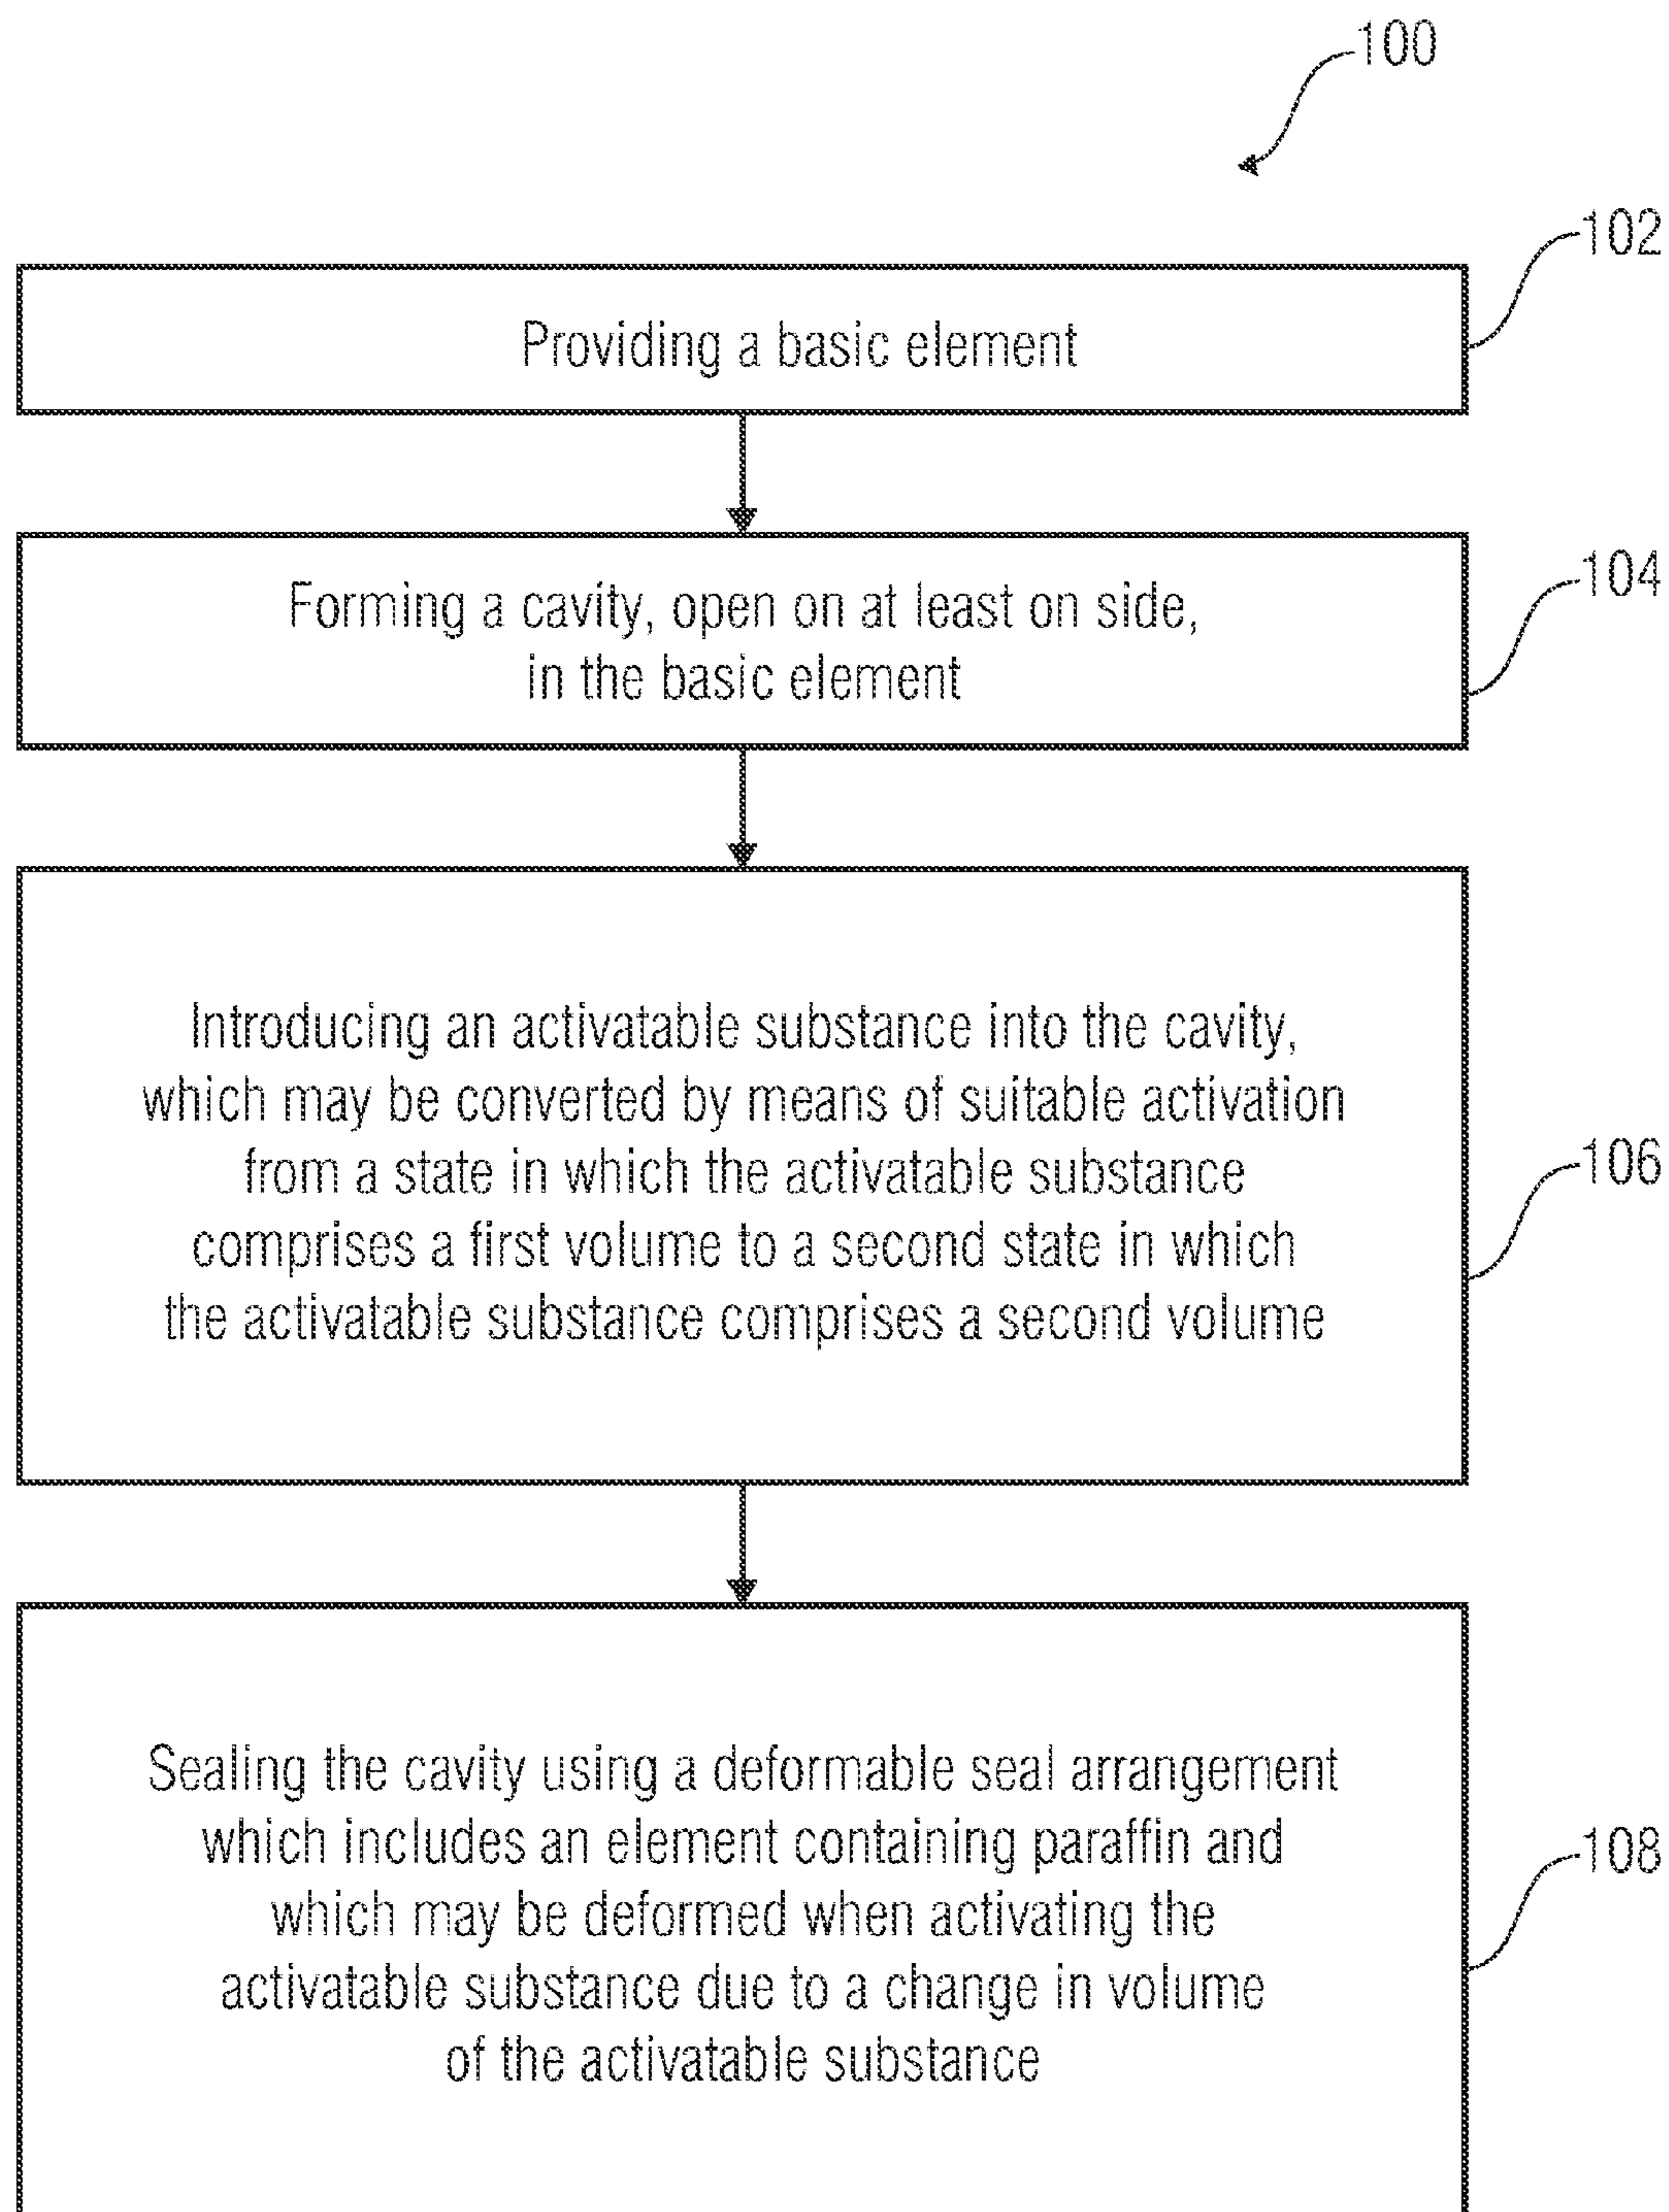 100
102
Providing a basic element
104
Forming a cavity, open on at least on side,
in the basic element
Introducing an activatable substance into the cavity,
which may be converted by means of suitable activation
from a state in which the activatable substance
106
comprises a first volume to a second state in which
the activatable substance comprises a second volume
Sealing the cavity using a deformable seal arrangement
which includes an element containing paraffin and
108
which may be deformed when activating the
activatable substance due to a change in volume
of the activatable substance